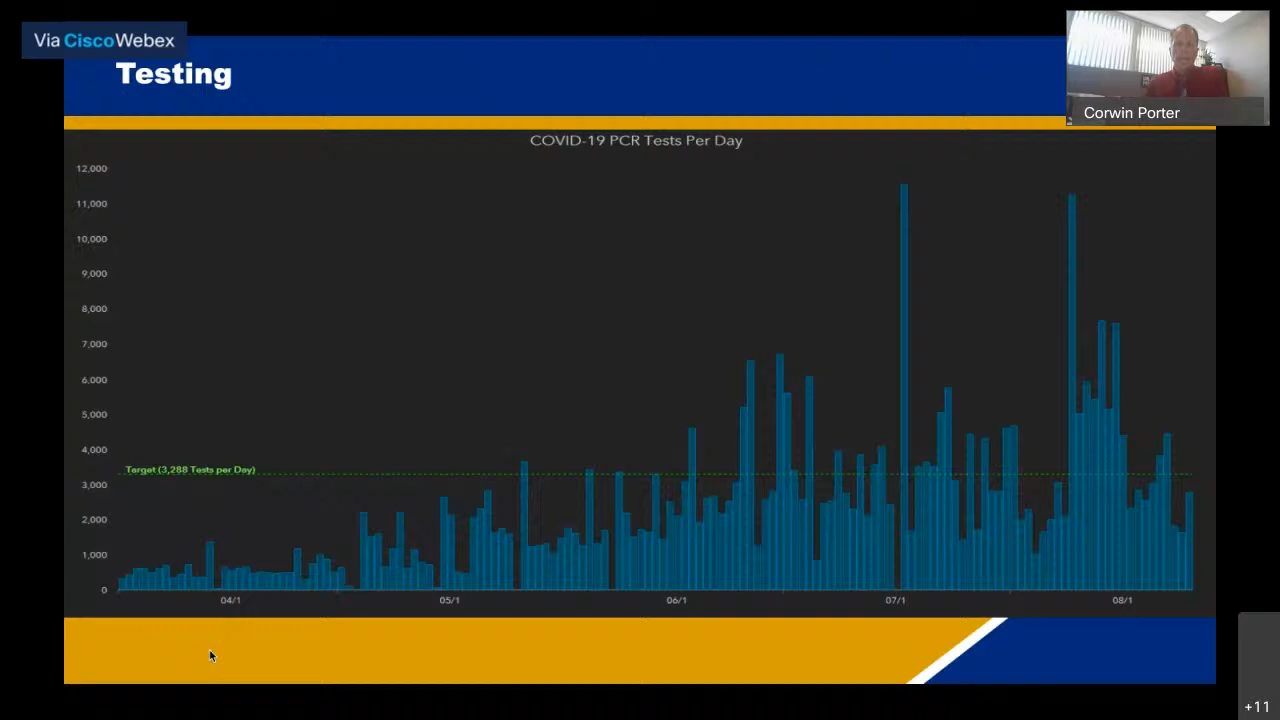 Via Cisco Webex
Testing
Corwin Porter
COVID-19 PCR Tests Per Day
12,000
11,000
10,000
9,000
8,000
7,000
6,000
5,000
4,000
Target (3,288 Tests per Day)
3,000
2,000
1,000
0
04/1 05/1 06/1 07/1 08/1
+11